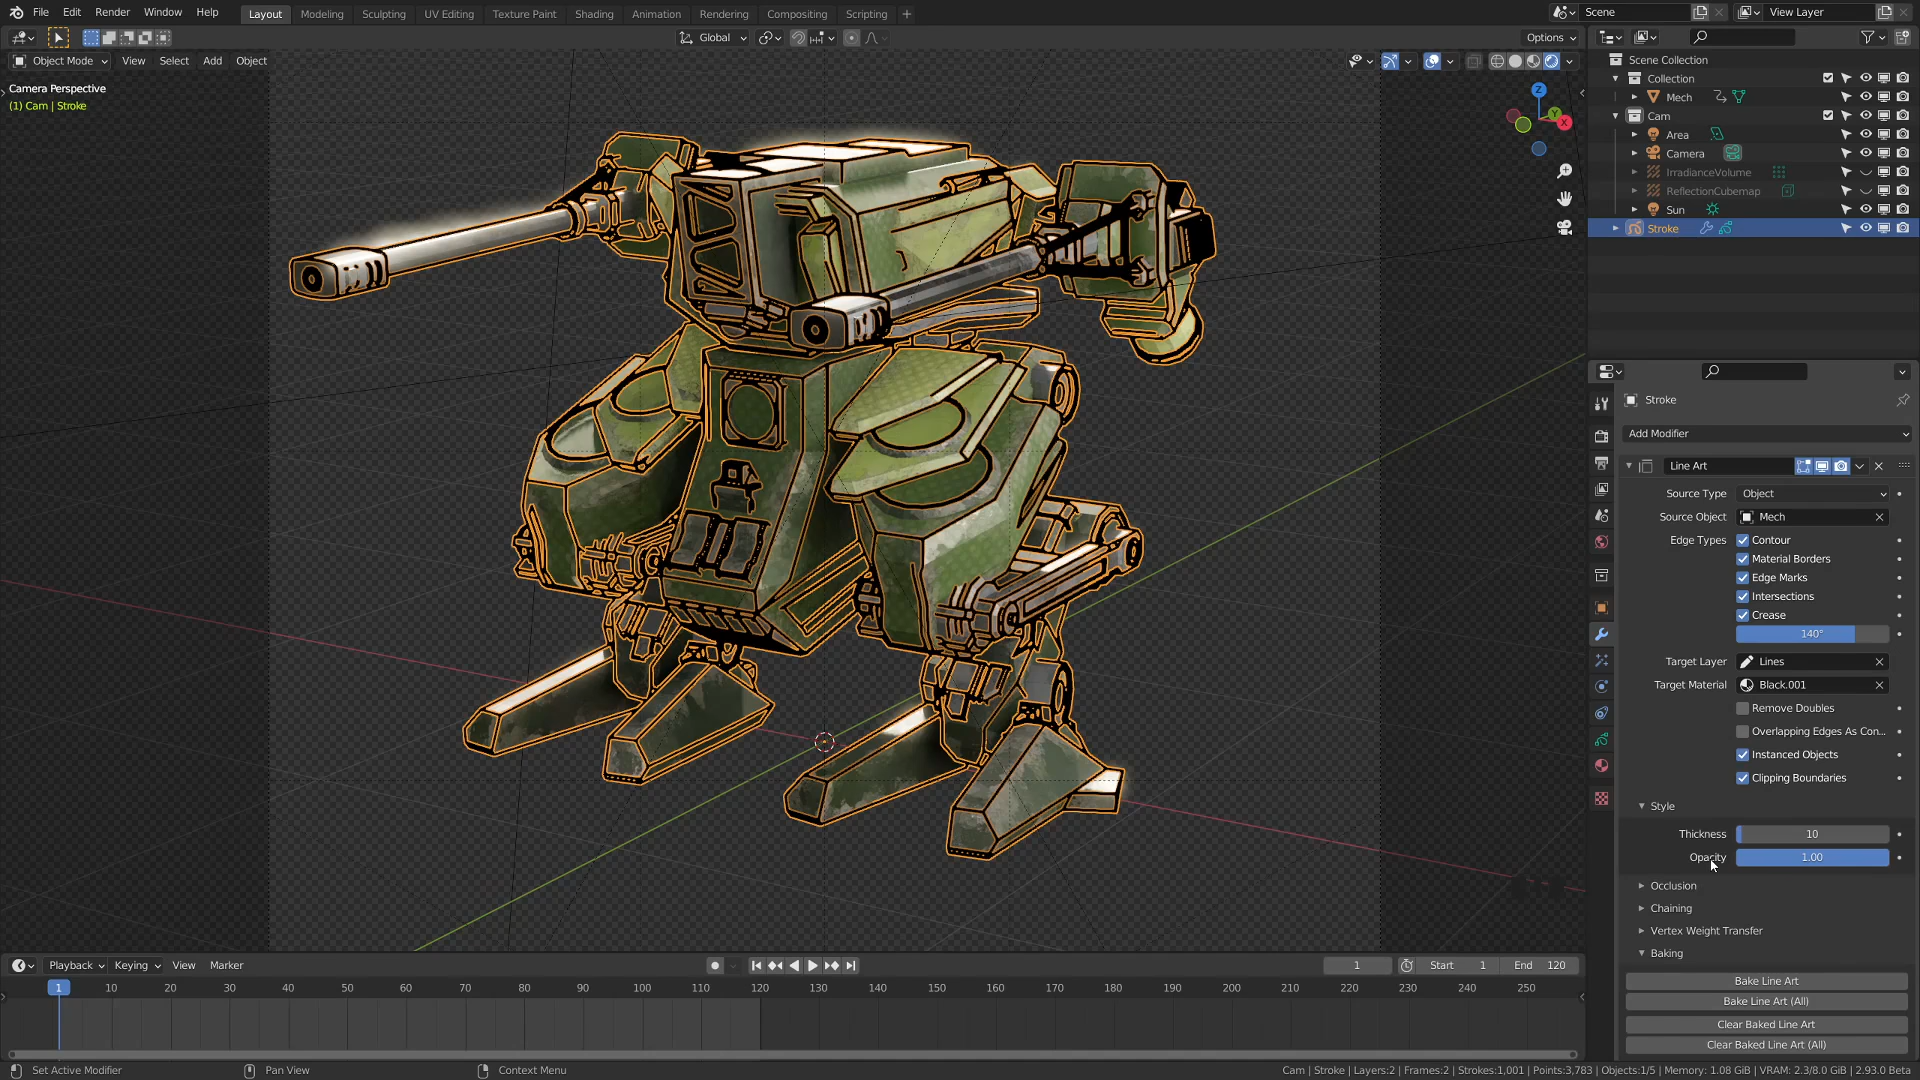 File Edit Render Window Help Layout Modeling Sculpting UV Editing Texture Paint Shading Animation Rendering Compositing Scripting + Scene View Layer
Global Options
Object Mode View Select Add Object
Camera Perspective
(1) Cam | Stroke
Z
Y
X
Scene Collection
Collection
Mech
Cam
Area
Camera
IrradianceVolume
ReflectionCubemap
Sun
Stroke
Stroke
Add Modifier
Line Art
Source Type Object
Source Object Mech
Edge Types Contour
Material Borders
Edge Marks
Intersections
Crease
140°
Target Layer Lines
Target Material Black.001
Remove Doubles
Overlapping Edges As Con...
Instanced Objects
Clipping Boundaries
Style
Thickness 10
Opacity 1.00
Occlusion
Chaining
Vertex Weight Transfer
Baking
Bake Line Art
Bake Line Art (All)
Clear Baked Line Art
Clear Baked Line Art (All)
Playback Keying View Marker 1 Start 1 End 120
1 10 20 30 40 50 60 70 80 90 100 110 120 130 140 150 160 170 180 190 200 210 220 230 240 250
Set Active Modifier Pan View Context Menu Cam | Stroke | Layers:2 | Frames:2 | Strokes:1,001 | Points:3,783 | Objects:1/5 | Memory: 1.08 GiB | VRAM: 2.3/8.0 GiB | 2.93.0 Beta